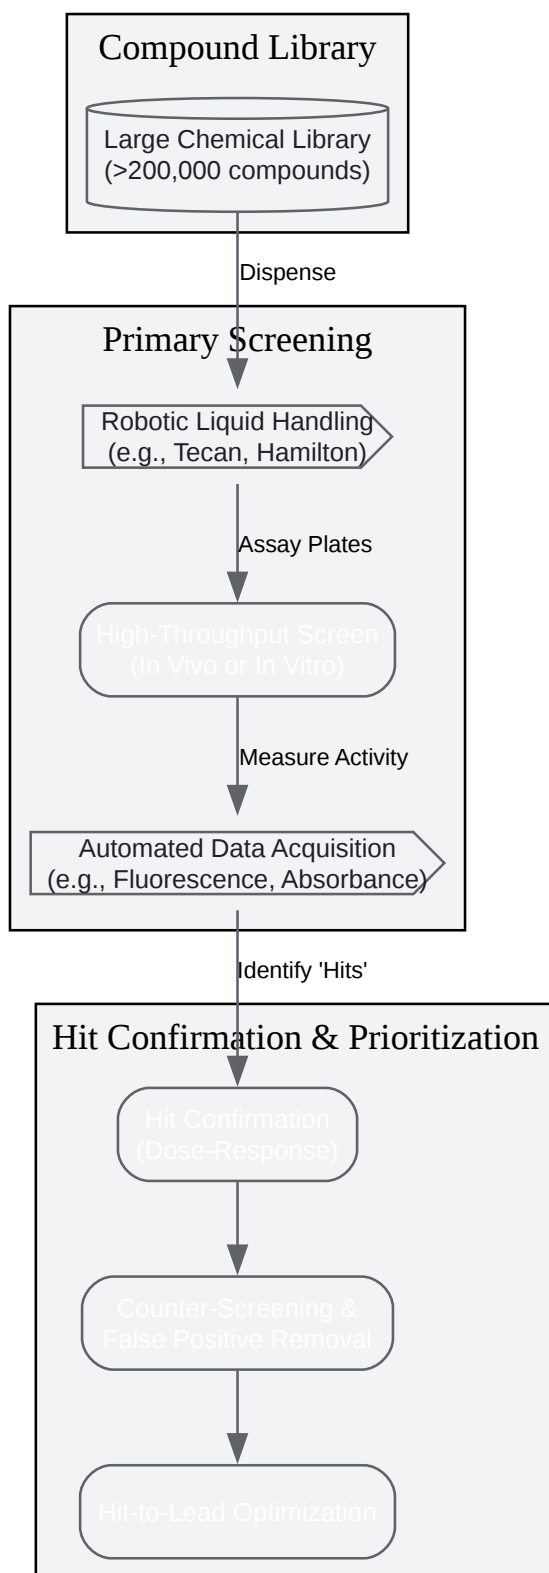 Compound Library
Large Chemical Library
(>200,000 compounds)
Dispense
Primary Screening
Robotic Liquid Handling
(e.g., Tecan, Hamilton)
Assay Plates
High-Throughput Screen
(In Vivo or In Vitro)
Measure Activity
Automated Data Acquisition
(e.g., Fluorescence, Absorbance)
Identify 'Hits'
Hit Confirmation & Prioritization
Hit Confirmation
(Dose-Response)
Counter-Screening &
False Positive Removal
Hit-to-Lead Optimization